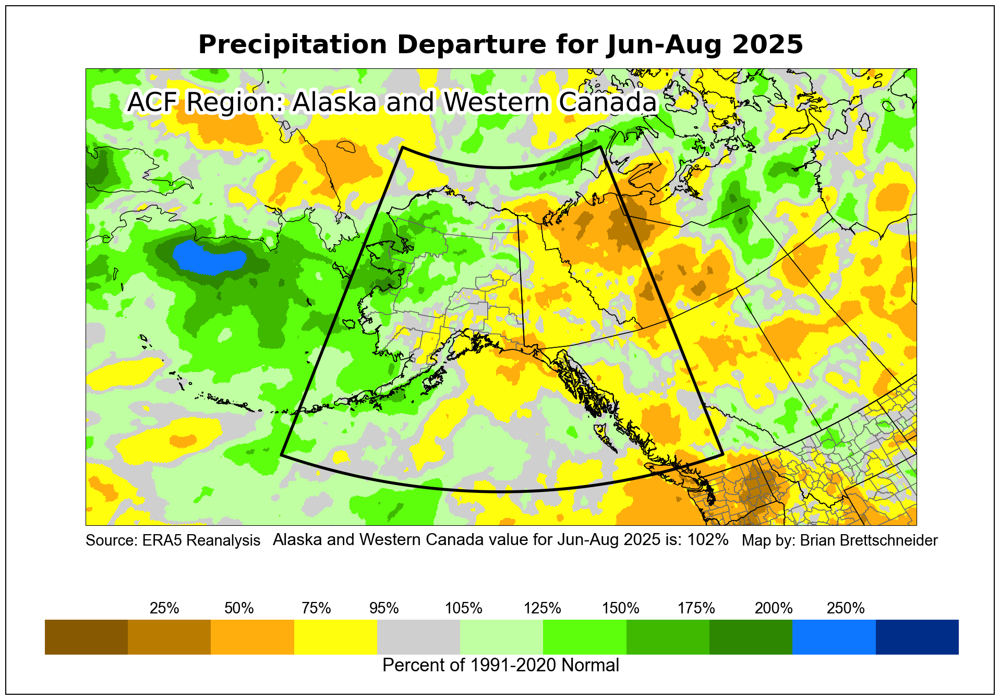 Precipitation Departure for Jun-Aug 2025
ACF Region: Alaska and Western Canada
Source: ERA5 Reanalysis Alaska and Western Canada value for Jun-Aug 2025 is: 102% Map by: Brian Brettschneider
25% 50% 75% 95% 105% 125% 150% 175% 200% 250%
Percent of 1991-2020 Normal